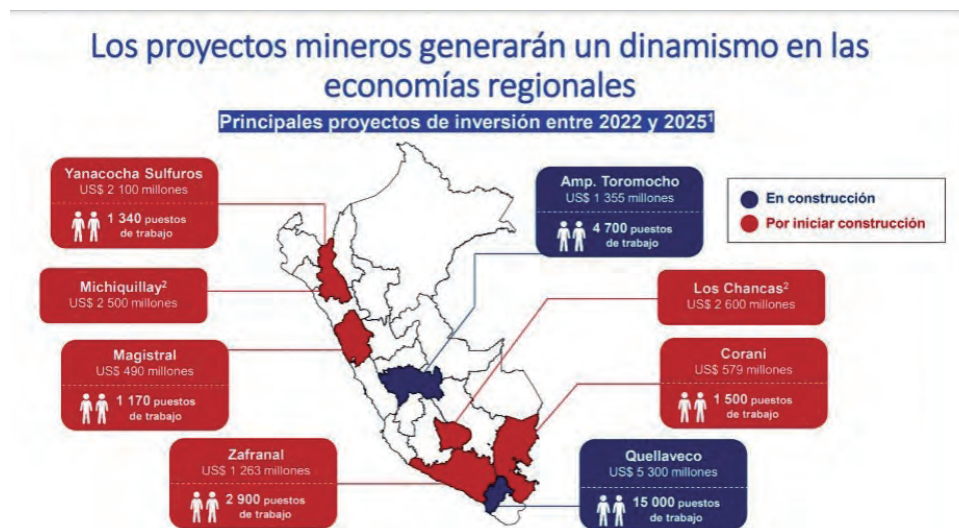 Los proyectos mineros generarán un dinamismo en las
economías regionales
Principales proyectos de inversión entre 2022 y 2025¹
Yanacocha Sulfuros
US$ 2 100 millones
1 340 puestos
de trabajo
Amp. Toromocho
US$ 1 355 millones
4 700 puestos
de trabajo
En construcción
Por iniciar construcción
Michiquillay²
US$ 2 500 millones
Los Chancas²
US$ 2 600 millones
Magistral
US$ 490 millones
1 170 puestos
de trabajo
Corani
US$ 579 millones
1 500 puestos
de trabajo
Zafranal
US$ 1 263 millones
2 900 puestos
de trabajo
Quellaveco
US$ 5 300 millones
15 000 puestos
de trabajo